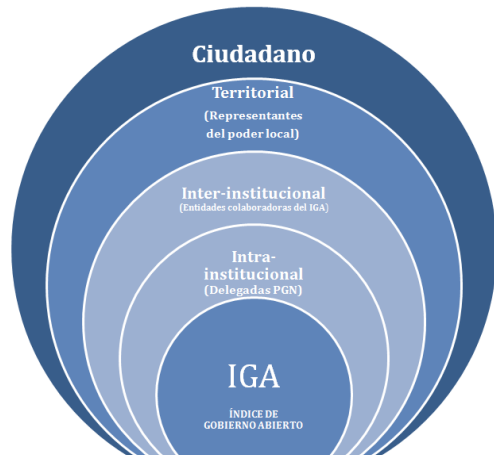 Ciudadano
Territorial
(Representantes
del poder local)
Inter-institucional
(Entidades colaboradoras del IGA)
Intra-
institucional
(Delegadas PGN)
IGA
ÍNDICE DE
GOBIERNO ABIERTO